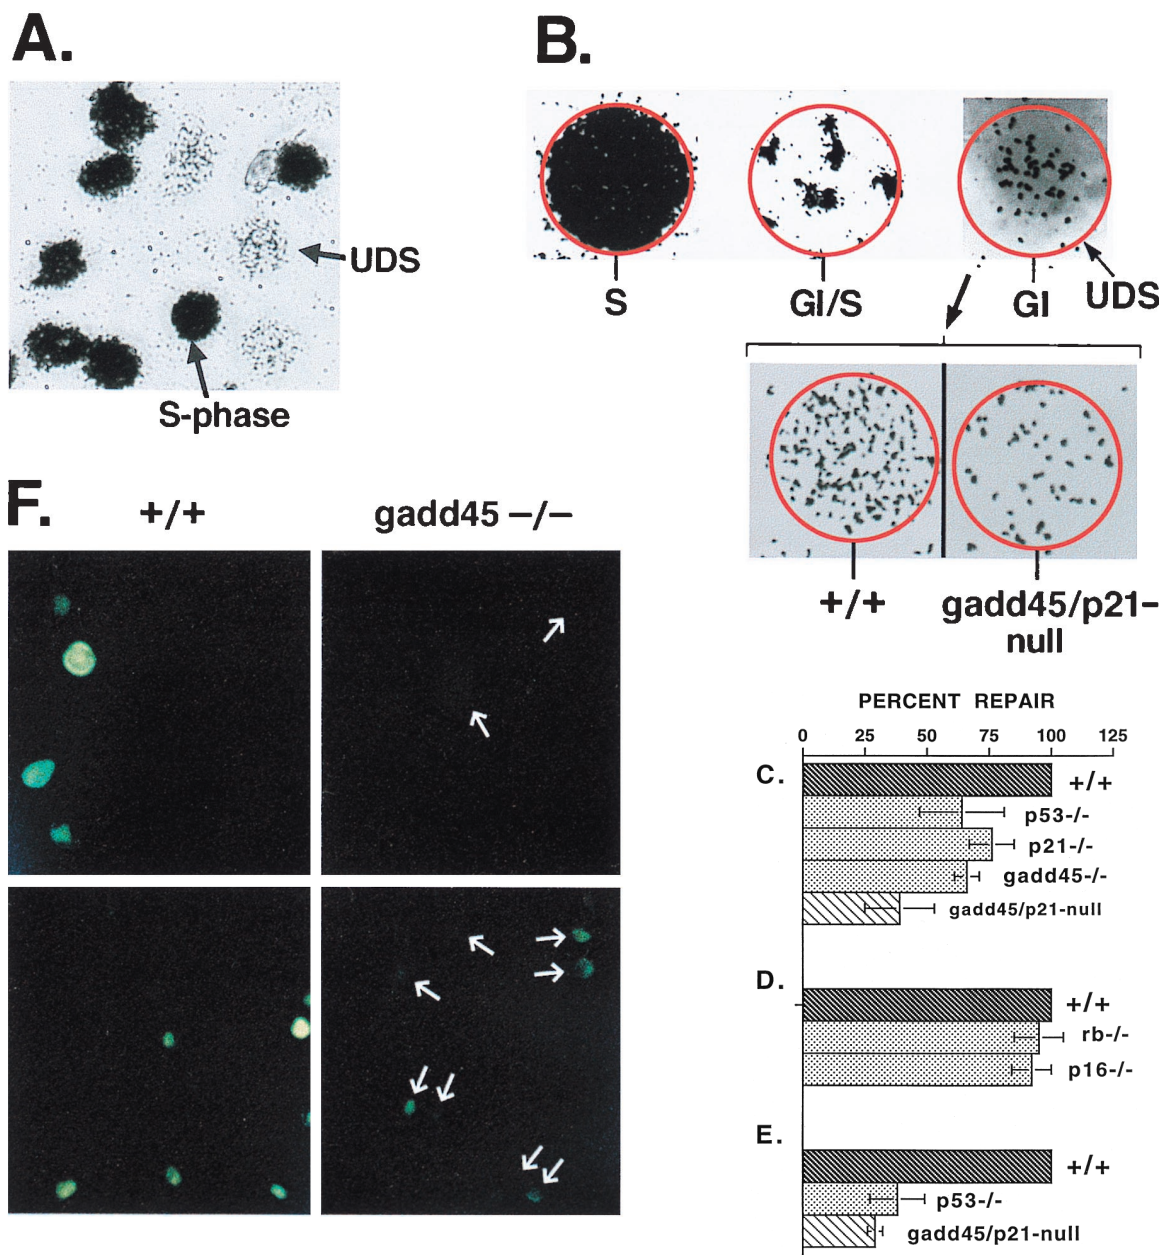 A.
UDS
S-phase
B.
S
GI/S
GI
UDS
+/+
gadd45/p21-
null
F.
+/+
gadd45 -/-
PERCENT REPAIR
0 25 50 75 100 125
C.
+/+
p53-/-
p21-/-
gadd45-/-
gadd45/p21-null
D.
+/+
rb-/-
p16-/-
E.
+/+
p53-/-
gadd45/p21-null